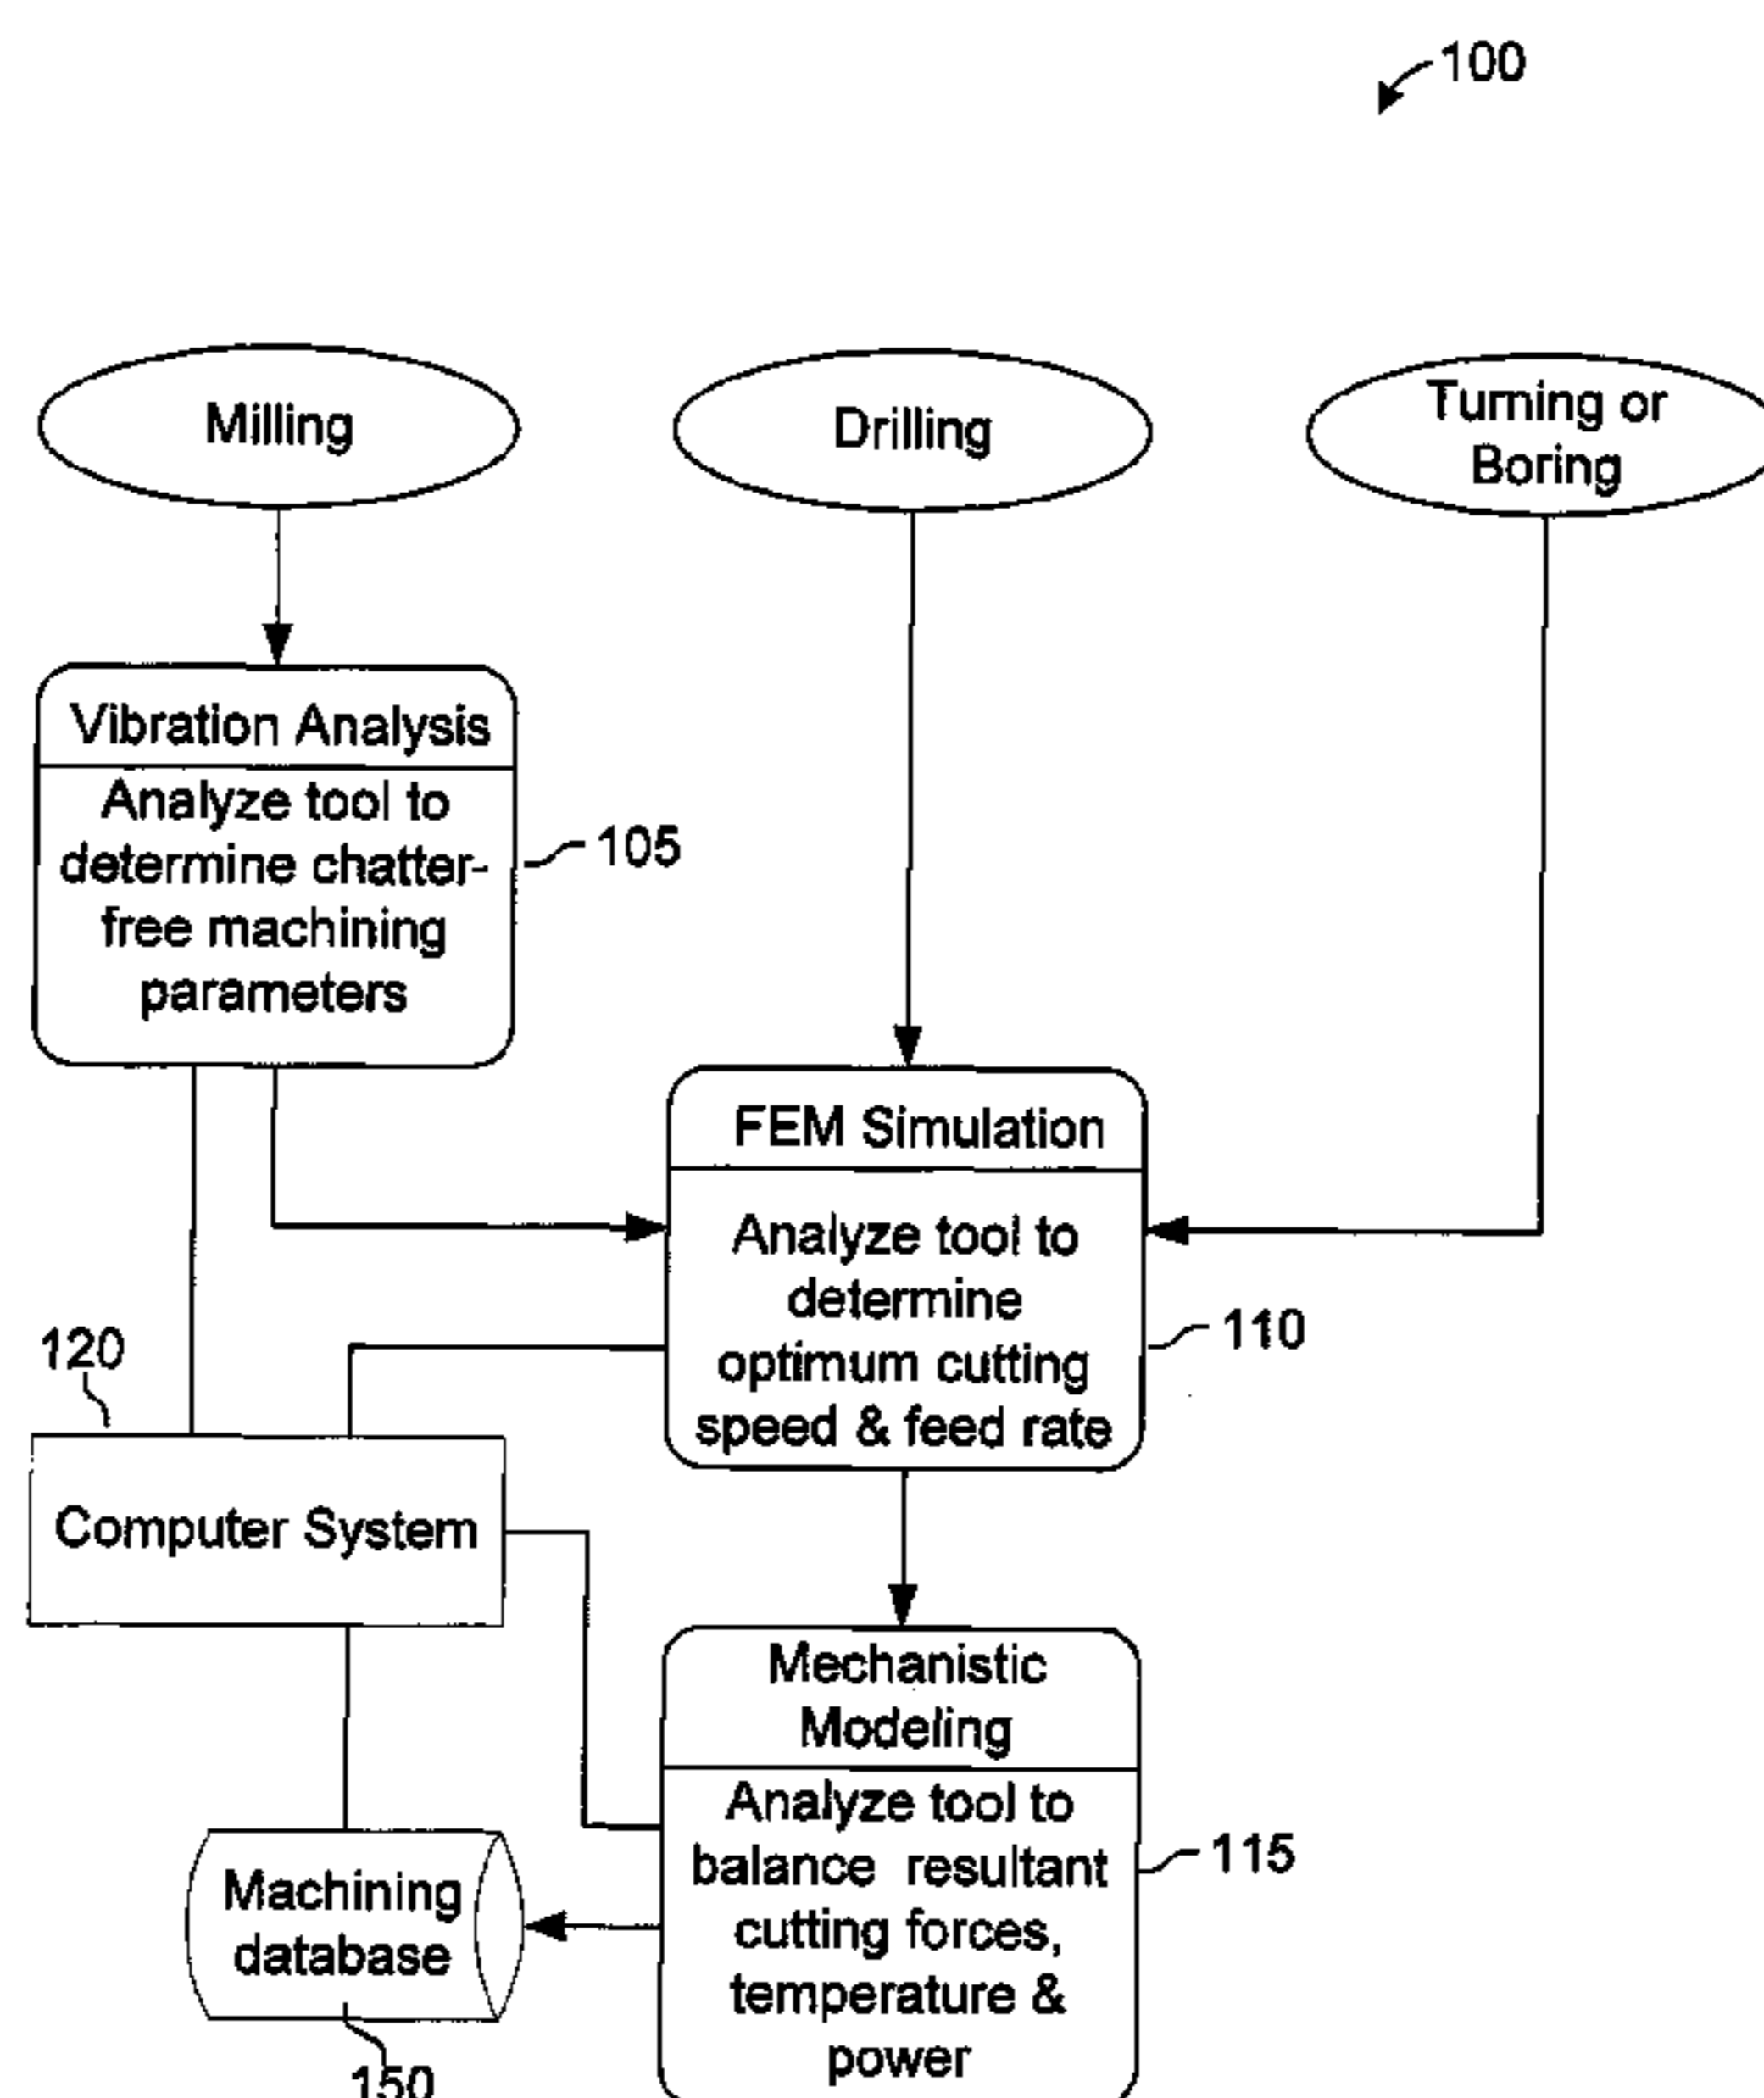 100
Milling
Drilling
Turning or
Boring
Vibration Analysis
Analyze tool to
determine chatter-
free machining
parameters
105
FEM Simulation
Analyze tool to
determine
optimum cutting
speed & feed rate
110
120
Computer System
Mechanistic
Modeling
Analyze tool to
balance resultant
cutting forces,
temperature &
power
115
Machining
database
150